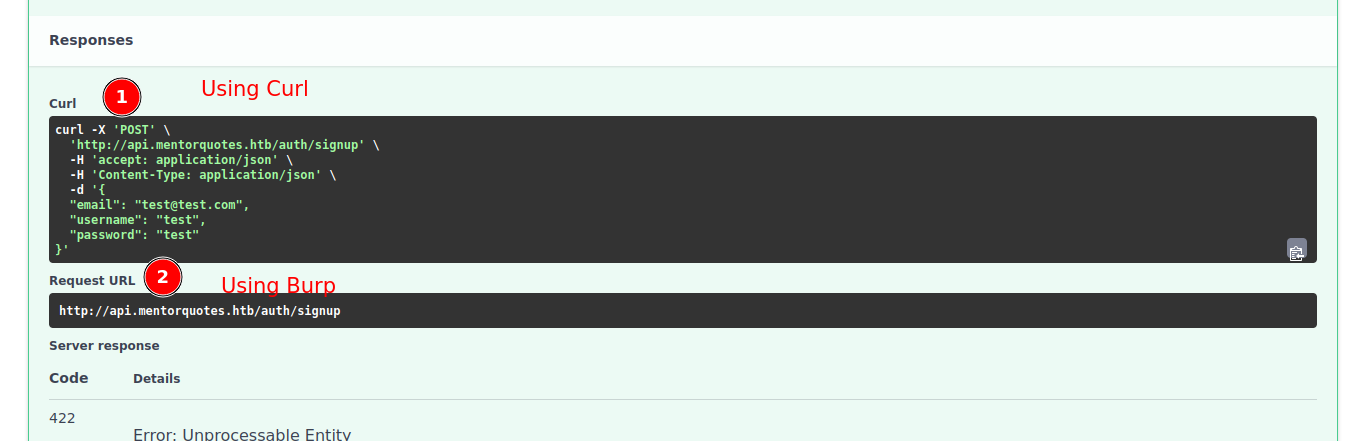 Responses
Using Curl
Curl
1
curl -X 'POST' \
  'http://api.mentorquotes.htb/auth/signup' \
  -H 'accept: application/json' \
  -H 'Content-Type: application/json' \
  -d '{
  "email": "test@test.com",
  "username": "test",
  "password": "test"
}'
Request URL
2
Using Burp
http://api.mentorquotes.htb/auth/signup
Server response
Code Details
422
Error: Unprocessable Entity